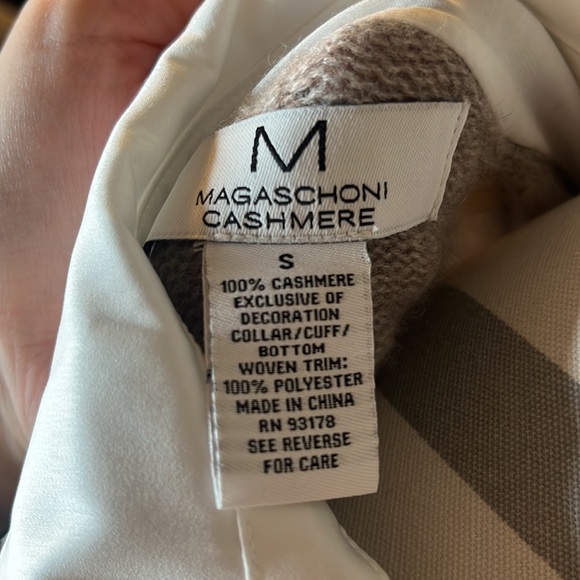 M
MAGASCHONI
CASHMERE
S
100% CASHMERE
EXCLUSIVE OF
DECORATION
COLLAR/CUFF/
BOTTOM
WOVEN TRIM:
100% POLYESTER
MADE IN CHINA
RN 93178
SEE REVERSE
FOR CARE